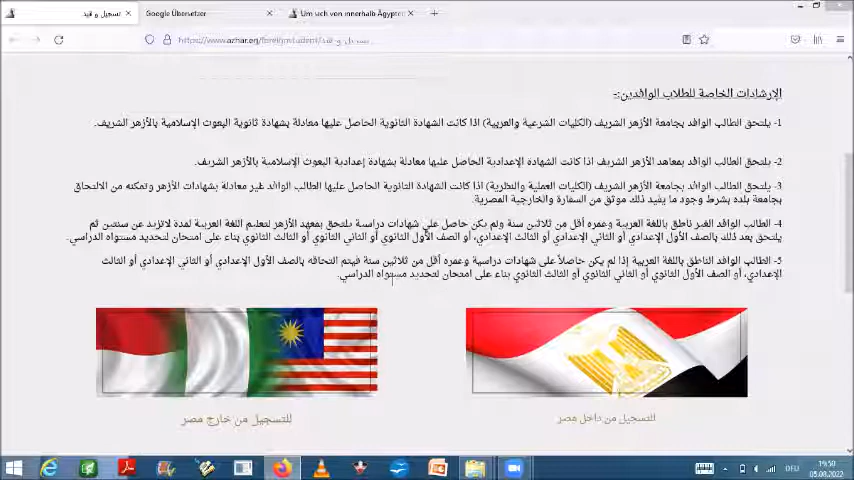 تسجيل و قيد
Google Übersetzer
Um sich von innerhalb Ägypten
https://www.azhar.eg/foreignstudent/تسجيل-و-قيد
الإرشادات الخاصة للطلاب الوافدين:-
1- يلتحق الطالب الوافد بجامعة الأزهر الشريف (الكليات الشرعية والعربية) اذا كانت الشهادة الثانوية الحاصل عليها معادلة بشهادة ثانوية البعوث الإسلامية بالأزهر الشريف.
2- يلتحق الطالب الوافد بمعاهد الأزهر الشريف اذا كانت الشهادة الإعدادية الحاصل عليها معادلة بشهادة إعدادية البعوث الإسلامية بالأزهر الشريف.
3- يلتحق الطالب الوافد بجامعة الأزهر الشريف (الكليات العملية والنظرية) اذا كانت الشهادة الثانوية الحاصل عليها الطالب الوافد غير معادلة بشهادات الأزهر وتمكنه من الالتحاق
بجامعة بلده بشرط وجود ما يفيد ذلك موثق من السفارة والخارجية المصرية.
4- الطالب الوافد الغير ناطق باللغة العربية وعمره أقل من ثلاثين سنة ولم يكن حاصل على شهادات دراسية يلتحق بمعهد الأزهر لتعليم اللغة العربية لمدة لاتزيد عن سنتين ثم
يلتحق بعد ذلك بالصف الأول الإعدادي أو الثاني الإعدادي أو الثالث الإعدادي، أو الصف الأول الثانوي أو الثاني الثانوي أو الثالث الثانوي بناء على امتحان لتحديد مستواه الدراسي.
5- الطالب الوافد الناطق باللغة العربية إذا لم يكن حاصلاً على شهادات دراسية وعمره أقل من ثلاثين سنة فيتم التحاقه بالصف الأول الإعدادي أو الثاني الإعدادي أو الثالث
الإعدادي، أو الصف الأول الثانوي أو الثاني الثانوي أو الثالث الثانوي بناء على امتحان لتحديد مستواه الدراسي.
للتسجيل من داخل مصر
للتسجيل من خارج مصر
DEU
19:50
05.08.2022